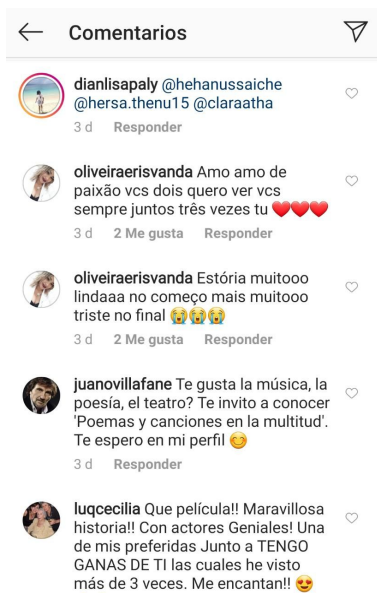 Comentarios
dianlisapaly @hehanussaiche
@hersa.thenu15 @claraatha
3 d Responder
oliveiraerisvanda Amo amo de
paixão vcs dois quero ver vcs
sempre juntos três vezes tu ❤️❤️❤️
3 d 2 Me gusta Responder
oliveiraerisvanda Estória muitooo
lindaaa no começo mais muitooo
triste no final 😭😭😭
3 d 2 Me gusta Responder
juanovillafane Te gusta la música, la
poesía, el teatro? Te invito a conocer
'Poemas y canciones en la multitud'.
Te espero en mi perfil 😊
3 d Responder
luqcecilia Que película!! Maravillosa
historia!! Con actores Geniales! Una
de mis preferidas Junto a TENGO
GANAS DE TI las cuales he visto
más de 3 veces. Me encantan!! 😍